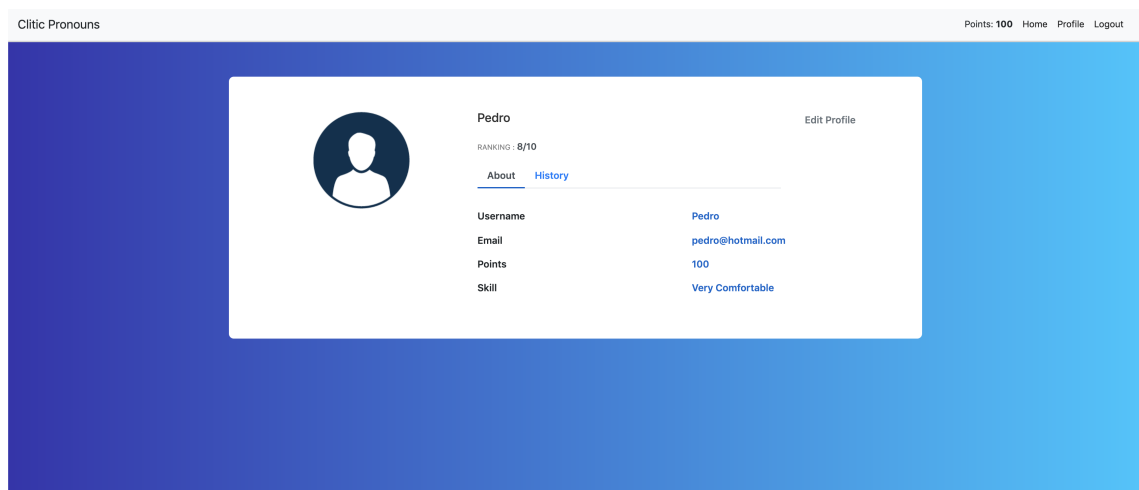 Clitic Pronouns
Points: 100 Home Profile Logout
Pedro
Edit Profile
RANKING : 8/10
About History
Username Pedro
Email pedro@hotmail.com
Points 100
Skill Very Comfortable